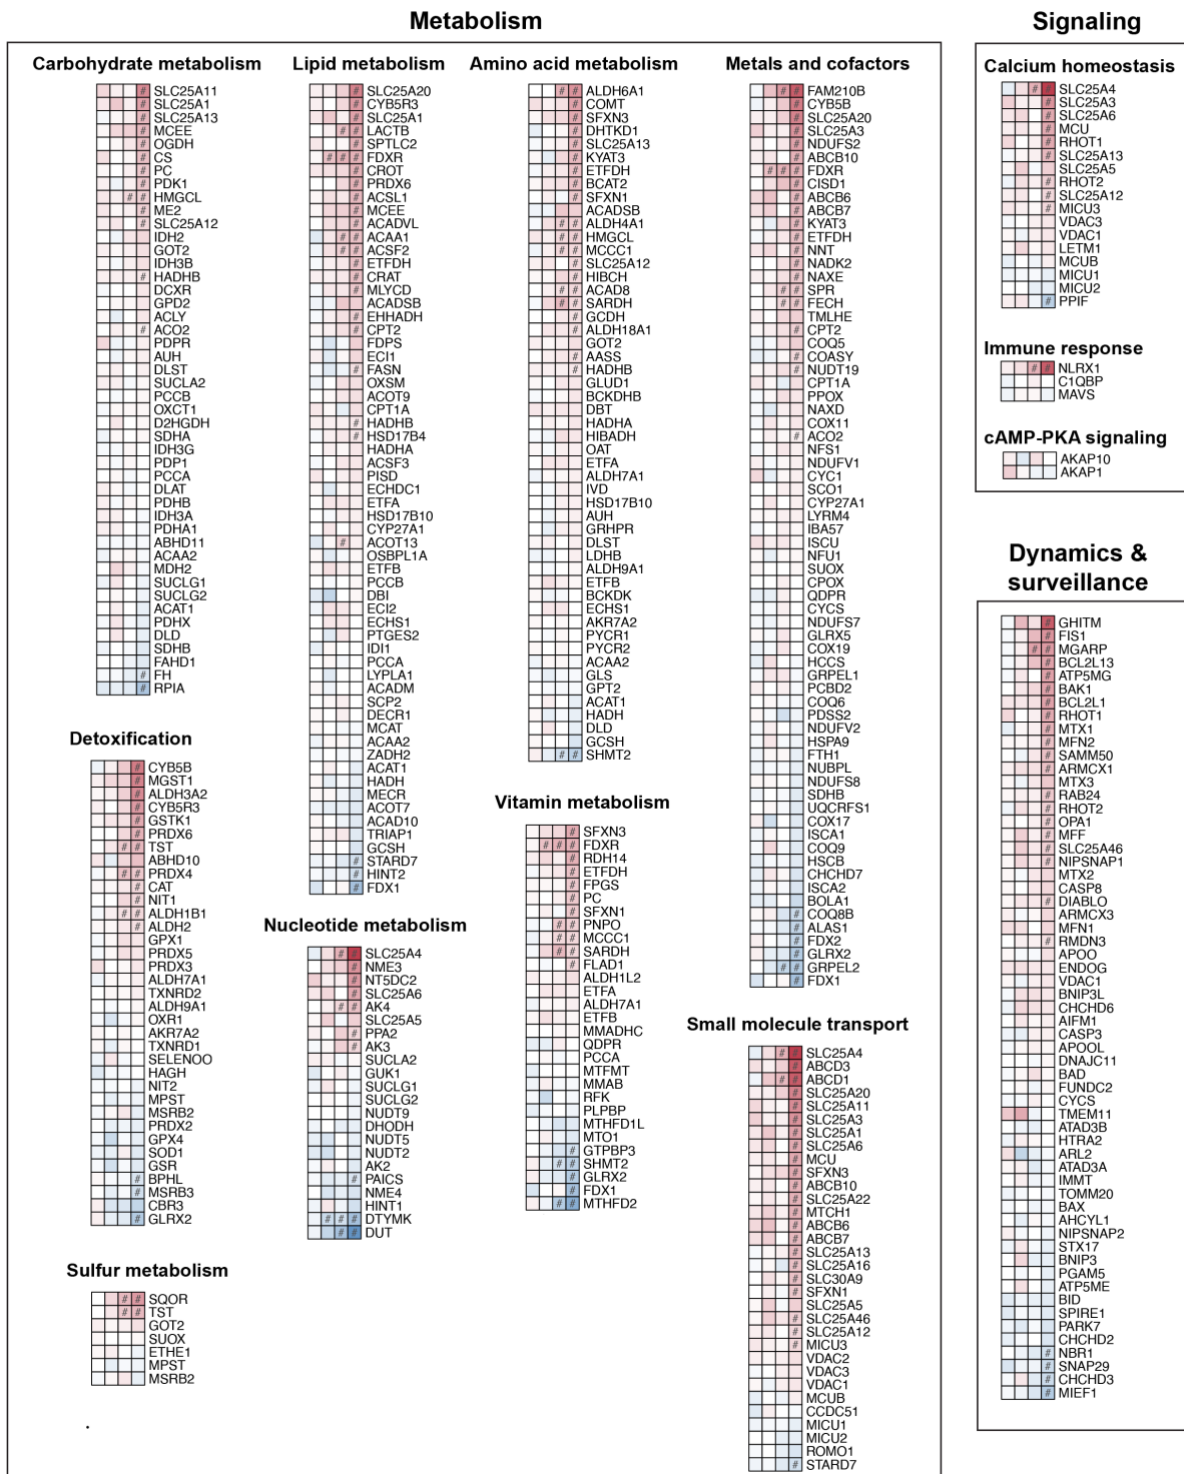 Metabolism
Carbohydrate metabolism
SLC25A11
SLC25A1
SLC25A13
MCEE
OGDH
CS
PC
PDK1
HMGCL
ME2
SLC25A12
IDH2
GOT2
IDH3B
HADHB
DCXR
GPD2
ACLY
ACO2
PDPR
AUH
DLST
SUCLA2
PCCB
OXCT1
D2HGDH
SDHA
IDH3G
PDP1
PCCA
DLAT
PDHB
IDH3A
PDHA1
ABHD11
ACAA2
MDH2
SUCLG1
SUCLG2
ACAT1
PDHX
DLD
SDHB
FAHD1
FH
RPIA
Detoxification
CYB5B
MGST1
ALDH3A2
CYB5R3
GSTK1
PRDX6
TST
ABHD10
PRDX4
CAT
NIT1
ALDH1B1
ALDH2
GPX1
PRDX5
PRDX3
ALDH7A1
TXNRD2
ALDH9A1
OXR1
AKR7A2
TXNRD1
SELENOO
HAGH
NIT2
MPST
MSRB2
PRDX2
GPX4
SOD1
GSR
BPHL
MSRB3
CBR3
GLRX2
Sulfur metabolism
SQOR
TST
GOT2
SUOX
ETHE1
MPST
MSRB2
Lipid metabolism
SLC25A20
CYB5R3
SLC25A1
LACTB
SPTLC2
FDXR
CROT
PRDX6
ACSL1
MCEE
ACADVL
ACAA1
ACSF2
ETFDH
CRAT
MLYCD
ACADSB
EHHADH
CPT2
FDPS
ECI1
FASN
OXSM
ACOT9
CPT1A
HADHB
HSD17B4
HADHA
ACSF3
PISD
ECHDC1
ETFA
HSD17B10
CYP27A1
ACOT13
OSBPL1A
ETFB
PCCB
DBI
ECI2
ECHS1
PTGES2
IDI1
PCCA
LYPLA1
ACADM
SCP2
DECR1
MCAT
ACAA2
ZADH2
ACAT1
HADH
MECR
ACOT7
ACAD10
TRIAP1
GCSH
STARD7
HINT2
FDX1
Nucleotide metabolism
SLC25A4
NME3
NT5DC2
SLC25A6
AK4
SLC25A5
PPA2
AK3
SUCLA2
GUK1
SUCLG1
SUCLG2
NUDT9
DHODH
NUDT5
NUDT2
AK2
PAICS
NME4
HINT1
DTYMK
DUT
Amino acid metabolism
ALDH6A1
COMT
SFXN3
DHTKD1
SLC25A13
KYAT3
ETFDH
BCAT2
SFXN1
ACADSB
ALDH4A1
HMGCL
MCCC1
SLC25A12
HIBCH
ACAD8
SARDH
GCDH
ALDH18A1
GOT2
AASS
HADHB
GLUD1
BCKDHB
DBT
HADHA
HIBADH
OAT
ETFA
ALDH7A1
IVD
HSD17B10
AUH
GRHPR
DLST
LDHB
ALDH9A1
ETFB
BCKDK
ECHS1
AKR7A2
PYCR1
PYCR2
ACAA2
GLS
GPT2
ACAT1
HADH
DLD
GCSH
SHMT2
Vitamin metabolism
SFXN3
FDXR
RDH14
ETFDH
FPGS
PC
SFXN1
PNPO
MCCC1
SARDH
FLAD1
ALDH1L2
ETFA
ALDH7A1
ETFB
MMADHC
QDPR
PCCA
MTFMT
MMAB
RFK
PLPBP
MTHFD1L
MTO1
GTPBP3
SHMT2
GLRX2
FDX1
MTHFD2
Metals and cofactors
FAM210B
CYB5B
SLC25A20
SLC25A3
NDUFS2
ABCB10
FDXR
CISD1
ABCB6
ABCB7
KYAT3
ETFDH
NNT
NADK2
NAXE
SPR
FECH
TMLHE
CPT2
COQ5
COASY
NUDT19
CPT1A
PPOX
NAXD
COX11
ACO2
NFS1
NDUFV1
CYC1
SCO1
CYP27A1
LYRM4
IBA57
ISCU
NFU1
SUOX
CPOX
QDPR
CYCS
NDUFS7
GLRX5
COX19
HCCS
GRPEL1
PCBD2
COQ6
PDSS2
NDUFV2
HSPA9
FTH1
NUBPL
NDUFS8
SDHB
UQCRFS1
COX17
ISCA1
COQ9
HSCB
CHCHD7
ISCA2
BOLA1
COQ8B
ALAS1
FDX2
GLRX2
GRPEL2
FDX1
Small molecule transport
SLC25A4
ABCD3
ABCD1
SLC25A20
SLC25A11
SLC25A3
SLC25A1
SLC25A6
MCU
SFXN3
ABCB10
SLC25A22
MTCH1
ABCB6
ABCB7
SLC25A13
SLC25A16
SLC30A9
SFXN1
SLC25A5
SLC25A46
SLC25A12
MICU3
VDAC2
VDAC3
VDAC1
MCUB
CCDC51
MICU1
MICU2
ROMO1
STARD7
Signaling
Calcium homeostasis
SLC25A4
SLC25A3
SLC25A6
MCU
RHOT1
SLC25A13
SLC25A5
RHOT2
SLC25A12
MICU3
VDAC3
VDAC1
LETM1
MCUB
MICU1
MICU2
PPIF
Immune response
NLRX1
C1QBP
MAVS
cAMP-PKA signaling
AKAP10
AKAP1
Dynamics &
surveillance
GHITM
FIS1
MGARP
BCL2L13
ATP5MG
BAK1
BCL2L1
RHOT1
MTX1
MFN2
SAMM50
ARMCX1
MTX3
RAB24
RHOT2
OPA1
MFF
SLC25A46
NIPSNAP1
MTX2
CASP8
DIABLO
ARMCX3
MFN1
RMDN3
APOO
ENDOG
VDAC1
BNIP3L
CHCHD6
AIFM1
CASP3
APOOL
DNAJC11
BAD
FUNDC2
CYCS
TMEM11
ATAD3B
HTRA2
ARL2
ATAD3A
IMMT
TOMM20
BAX
AHCYL1
NIPSNAP2
STX17
BNIP3
PGAM5
ATP5ME
BID
SPIRE1
PARK7
CHCHD2
NBR1
SNAP29
CHCHD3
MIEF1